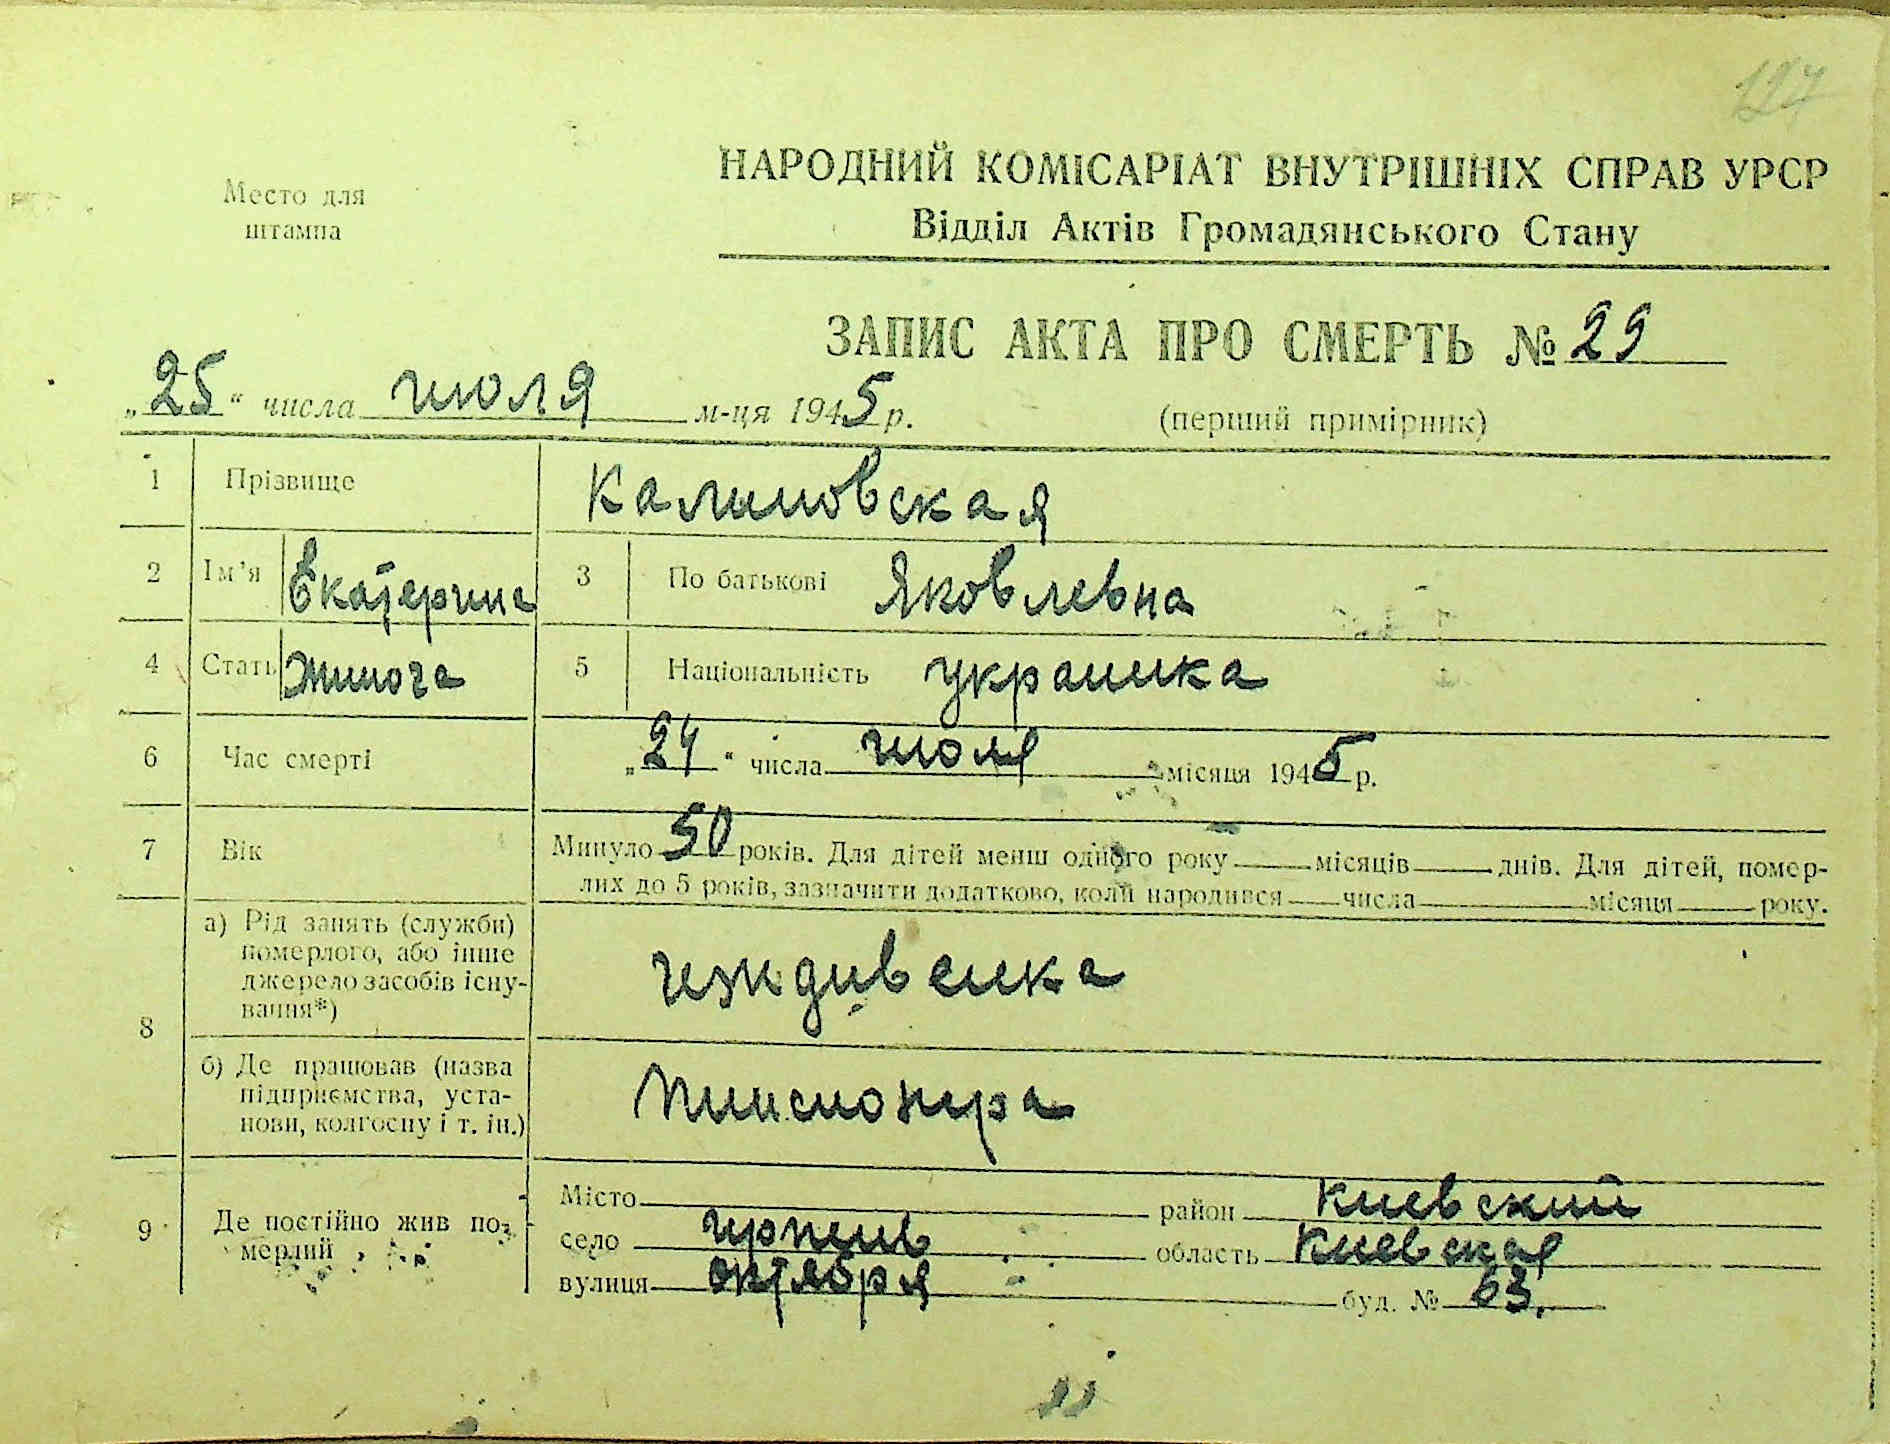 127
НАРОДНИЙ КОМІСАРІАТ ВНУТРІШНІХ СПРАВ УРСР
Место для
штампа
Відділ Актів Громадянського Стану
ЗАПИС АКТА ПРО СМЕРТЬ № 29
„25“ числа июля м-ця 1945 р.
(перший примірник)
1 Прізвище Калиновская
2 Ім'я Екатерина 3 По батькові Яковлевна
4 Стать 5 Національність украинка
6 Час смерті „24“ числа июля місяця 1945 р.
7 Вік Минуло 50 років. Для дітей менш одного року місяців днів. Для дітей, помер-
лих до 5 років, зазначити додатково, коли народився числа місяця року.
8 а) Рід занять (служби)
померлого, або інше
джерело засобів існу-
вання*)
иждивенка
б) Де працював (назва
підприємства, уста-
нови, колгоспу і т. ін.)
пинсионера
9 Де постійно жив по-
мерлий
Місто район Киевский
село ирпень область Киевская
вулиця октября буд. № 63.